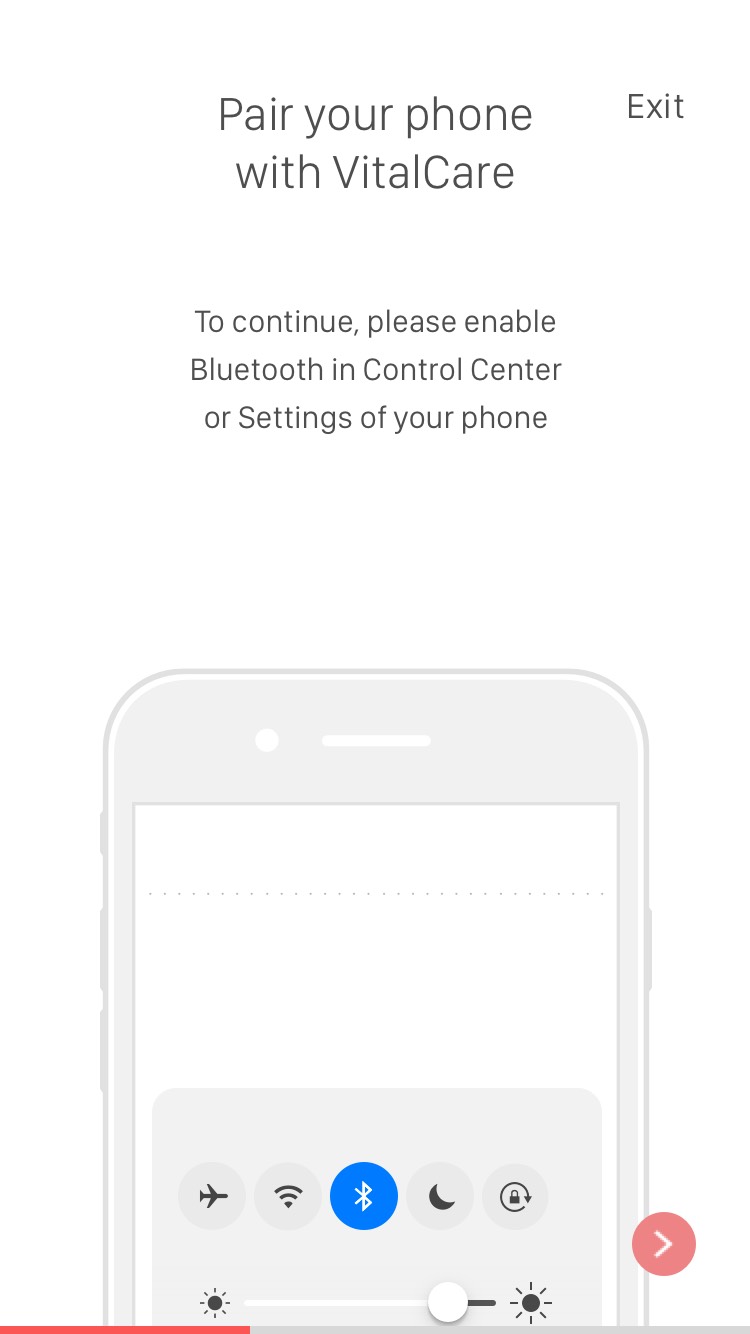 Pair your phone
with VitalCare
Exit
To continue, please enable
Bluetooth in Control Center
or Settings of your phone